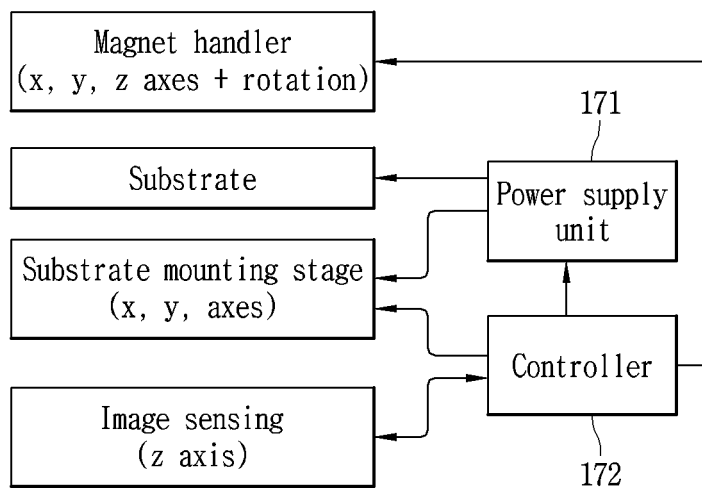 Magnet handler
(x, y, z axes + rotation)
171
Substrate
Power supply
unit
Substrate mounting stage
(x, y, axes)
Controller
Image sensing
(z axis)
172